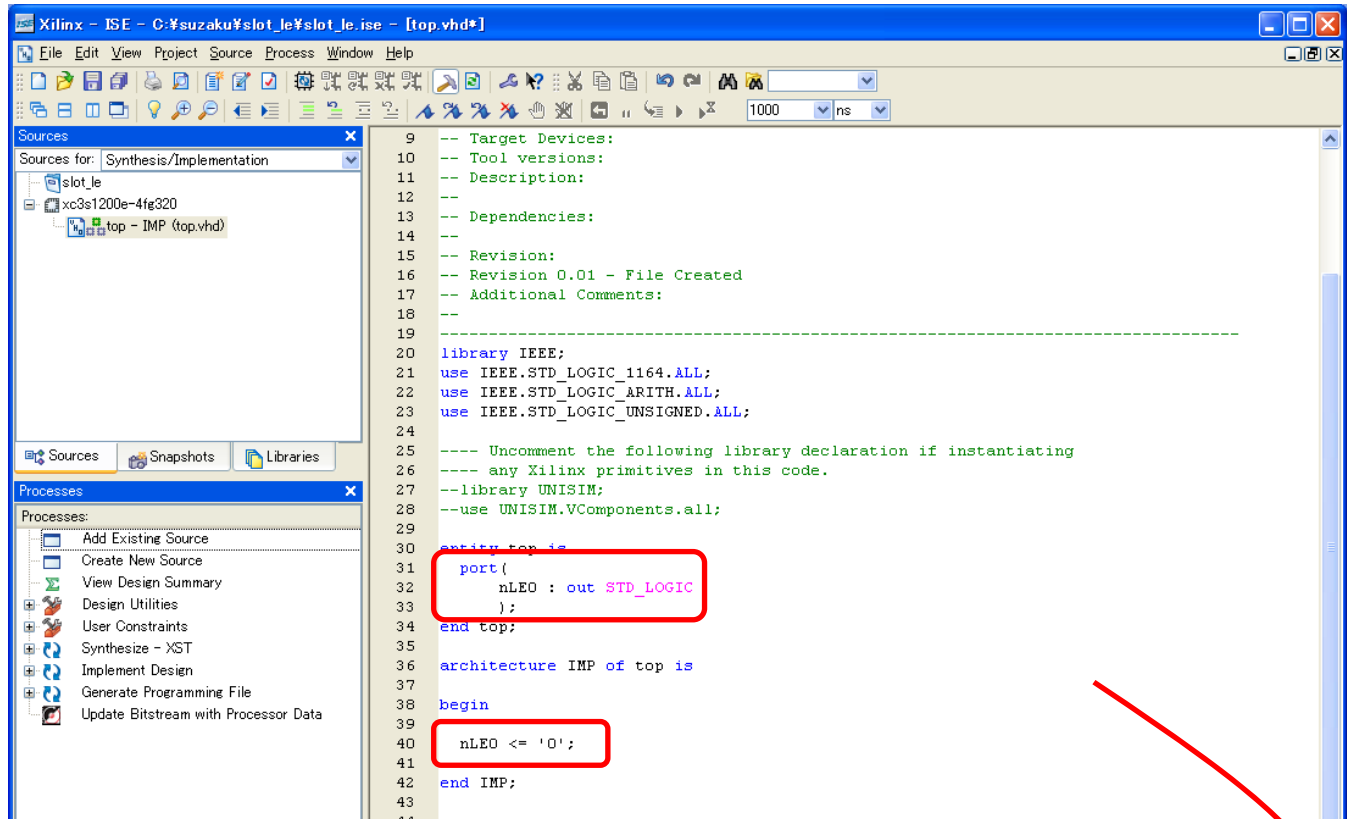 Xilinx - ISE - C:¥suzaku¥slot_le¥slot_le.ise - [top.vhd*]
File Edit View Project Source Process Window Help
1000 ns
Sources
Sources for: Synthesis/Implementation
slot_le
xc3s1200e-4fg320
top - IMP (top.vhd)
Sources Snapshots Libraries
Processes
Processes:
Add Existing Source
Create New Source
View Design Summary
Design Utilities
User Constraints
Synthesize - XST
Implement Design
Generate Programming File
Update Bitstream with Processor Data
9 -- Target Devices:
10 -- Tool versions:
11 -- Description:
12 --
13 -- Dependencies:
14 --
15 -- Revision:
16 -- Revision 0.01 - File Created
17 -- Additional Comments:
18 --
19 ----------------------------------------------------------------------------------
20 library IEEE;
21 use IEEE.STD_LOGIC_1164.ALL;
22 use IEEE.STD_LOGIC_ARITH.ALL;
23 use IEEE.STD_LOGIC_UNSIGNED.ALL;
24
25 ---- Uncomment the following library declaration if instantiating
26 ---- any Xilinx primitives in this code.
27 --library UNISIM;
28 --use UNISIM.VComponents.all;
29
30 entity top is
31 port(
32 nLE0 : out STD_LOGIC
33 );
34 end top;
35
36 architecture IMP of top is
37
38 begin
39
40 nLE0 <= '0';
41
42 end IMP;
43